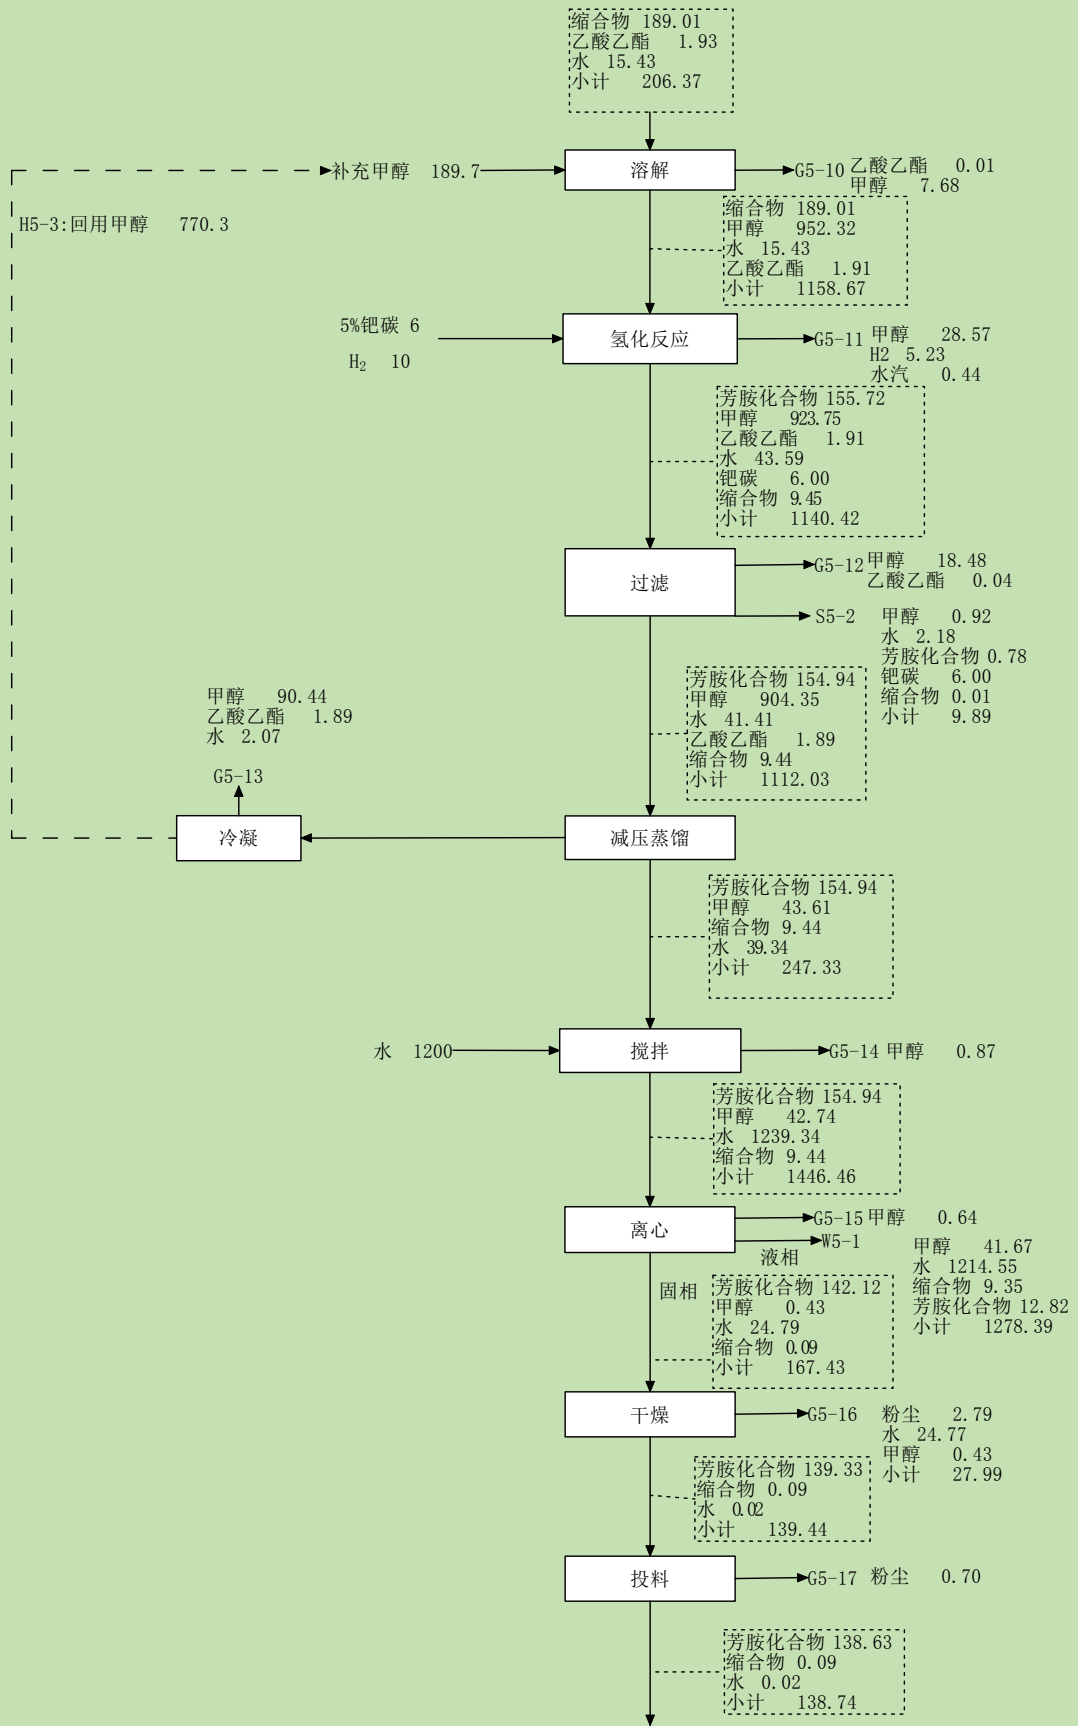 缩合物 189.01
乙酸乙酯 1.93
水 15.43
小计 206.37
补充甲醇 189.7
溶解
G5-10 乙酸乙酯 0.01
甲醇 7.68
H5-3:回用甲醇 770.3
缩合物 189.01
甲醇 952.32
水 15.43
乙酸乙酯 1.91
小计 1158.67
5%钯碳 6
H₂ 10
氢化反应
G5-11 甲醇 28.57
H2 5.23
水汽 0.44
芳胺化合物 155.72
甲醇 923.75
乙酸乙酯 1.91
水 43.59
钯碳 6.00
缩合物 9.45
小计 1140.42
过滤
G5-12 甲醇 18.48
乙酸乙酯 0.04
S5-2 甲醇 0.92
水 2.18
芳胺化合物 0.78
钯碳 6.00
缩合物 0.01
小计 9.89
芳胺化合物 154.94
甲醇 904.35
水 41.41
乙酸乙酯 1.89
缩合物 9.44
小计 1112.03
甲醇 90.44
乙酸乙酯 1.89
水 2.07
G5-13
冷凝
减压蒸馏
芳胺化合物 154.94
甲醇 43.61
缩合物 9.44
水 39.34
小计 247.33
水 1200
搅拌
G5-14 甲醇 0.87
芳胺化合物 154.94
甲醇 42.74
水 1239.34
缩合物 9.44
小计 1446.46
离心
G5-15 甲醇 0.64
W5-1
液相
甲醇 41.67
水 1214.55
缩合物 9.35
芳胺化合物 12.82
小计 1278.39
固相
芳胺化合物 142.12
甲醇 0.43
水 24.79
缩合物 0.09
小计 167.43
干燥
G5-16 粉尘 2.79
水 24.77
甲醇 0.43
小计 27.99
芳胺化合物 139.33
缩合物 0.09
水 0.02
小计 139.44
投料
G5-17 粉尘 0.70
芳胺化合物 138.63
缩合物 0.09
水 0.02
小计 138.74